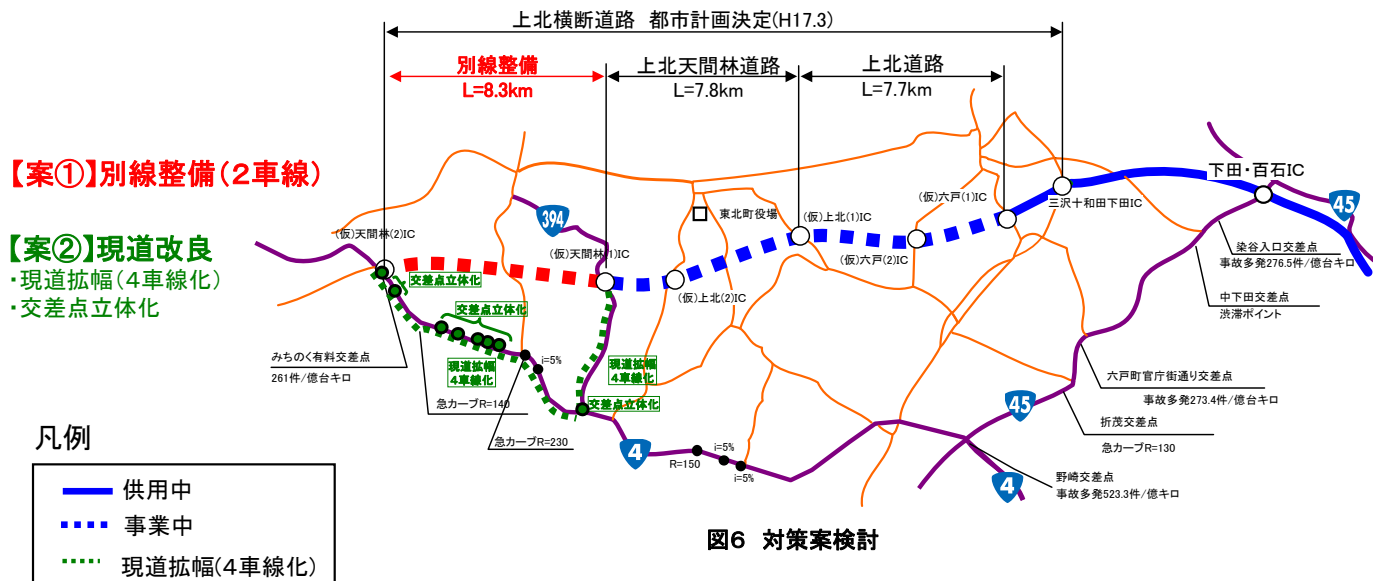 上北横断道路 都市計画決定(H17.3)
別線整備
L=8.3km
上北天間林道路
L=7.8km
上北道路
L=7.7km
【案①】別線整備(2車線)
【案②】現道改良
・現道拡幅(4車線化)
・交差点立体化
394
東北町役場
(仮)天間林(2)IC
(仮)天間林(1)IC
(仮)上北(2)IC
(仮)上北(1)IC
(仮)六戸(2)IC
(仮)六戸(1)IC
三沢十和田下田IC
下田・百石IC
45
染谷入口交差点
事故多発276.5件/億台キロ
中下田交差点
渋滞ポイント
六戸町官庁街通り交差点
事故多発273.4件/億台キロ
折茂交差点
急カーブR=130
野崎交差点
事故多発523.3件/億キロ
交差点立体化
交差点立体化
現道拡幅
4車線化
現道拡幅
4車線化
交差点立体化
i=5%
みちのく有料交差点
261件/億台キロ
急カーブR=140
急カーブR=230
4
R=150
i=5%
i=5%
45
4
凡例
供用中
事業中
現道拡幅(4車線化)
図6 対策案検討